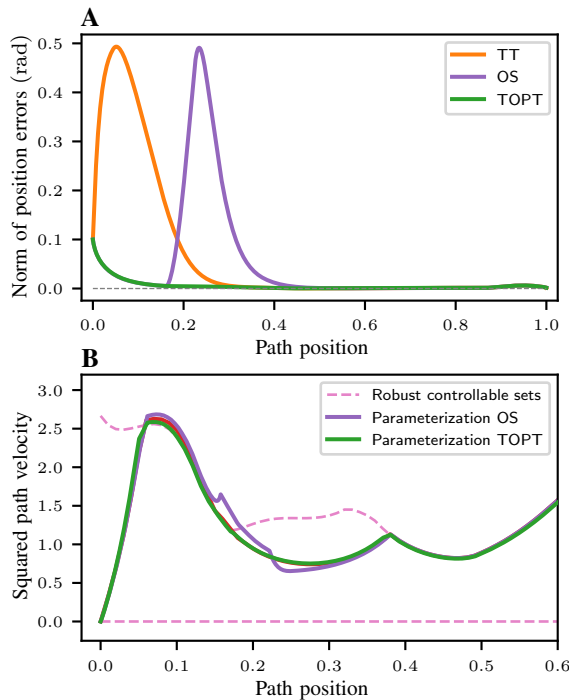 A
Norm of position errors (rad)
0.5
0.4
0.3
0.2
0.1
0.0
TT
OS
TOPT
0.0 0.2 0.4 0.6 0.8 1.0
Path position
B
Squared path velocity
3.0
2.5
2.0
1.5
1.0
0.5
0.0
Robust controllable sets
Parameterization OS
Parameterization TOPT
0.0 0.1 0.2 0.3 0.4 0.5 0.6
Path position